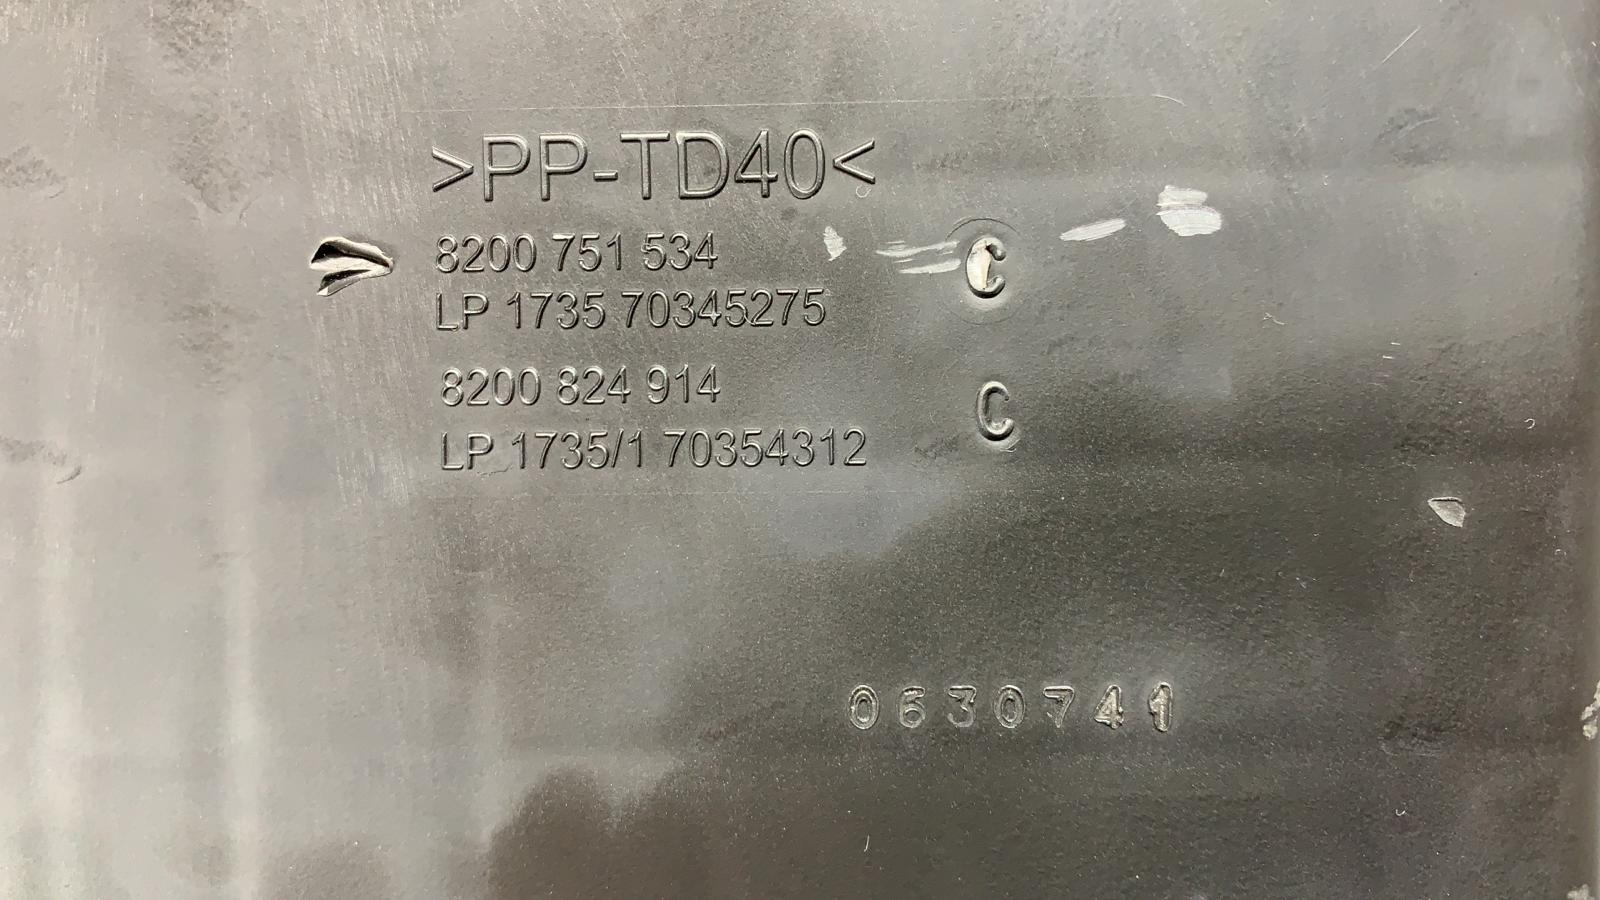 >PP-TD40<
8200 751 534 C
LP 1735 70345275
8200 824 914 C
LP 1735/1 70354312
0630741